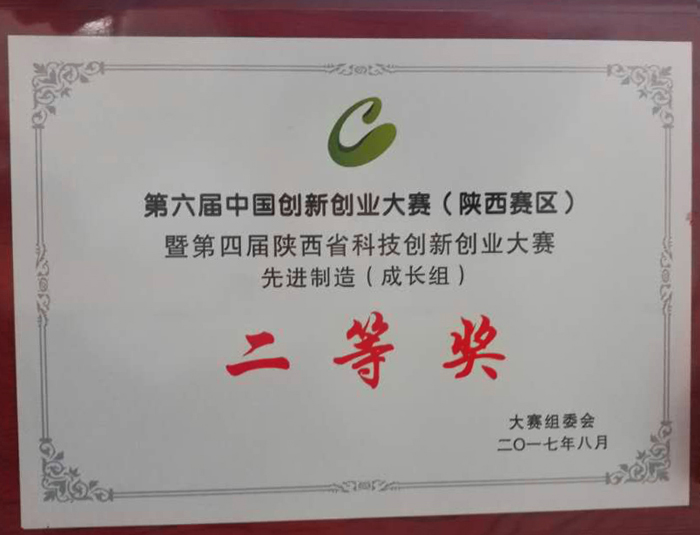 第六届中国创新创业大赛（陕西赛区）
暨第四届陕西省科技创新创业大赛
先进制造（成长组）
二等奖
大赛组委会
二〇一七年八月